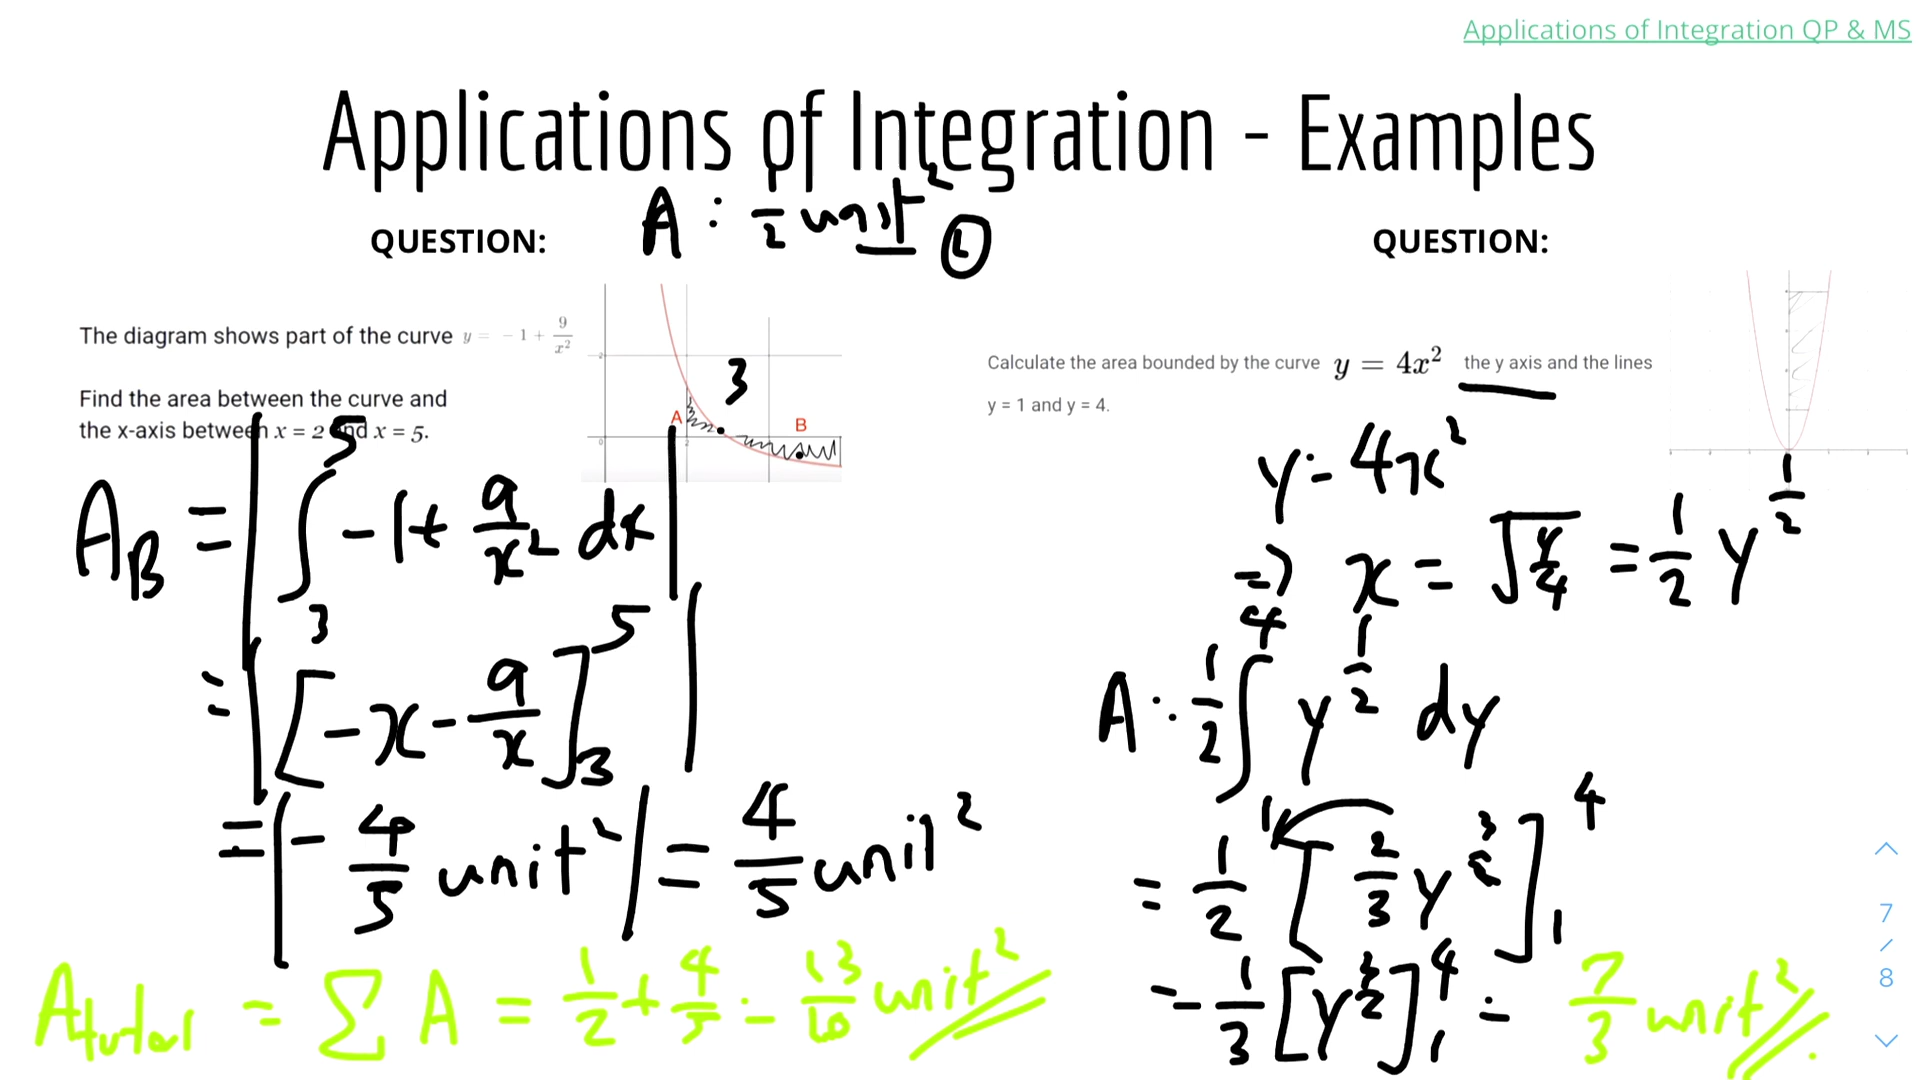 Applications of Integration QP & MS
Applications of Integration - Examples
QUESTION:
A : 1/2 unit²
The diagram shows part of the curve y = -1 + 9/x²
Find the area between the curve and
the x-axis between x = 2 and x = 5.
3
A
B
A_B = | ∫₃⁵ -1 + 9/x² dx |
= | [-x - 9/x]₃⁵ |
= | - 4/5 unit² | = 4/5 unit²
A total = Σ A = 1/2 + 4/5 = 13/10 unit²
QUESTION:
Calculate the area bounded by the curve y = 4x² the y axis and the lines
y = 1 and y = 4.
y = 4x²
=> x = √(y/4) = 1/2 y^(1/2)
A : 1/2 ∫₁⁴ y^(1/2) dy
= 1/2 [2/3 y^(3/2)]₁⁴
= 1/3 [y^(3/2)]₁⁴ = 7/3 unit²
7
/
8